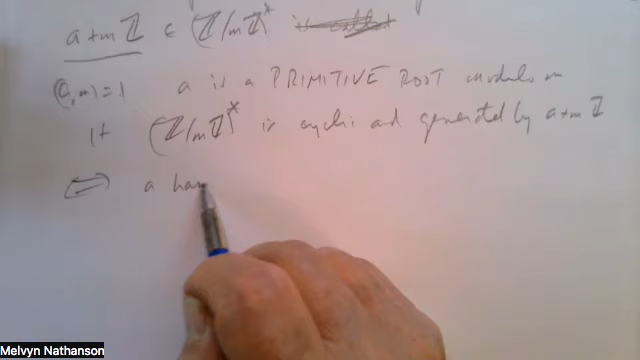 a+mℤ ∈ (ℤ/mℤ)^×
(a,m)=1 a is a PRIMITIVE ROOT modulo m
if (ℤ/mℤ)^× is cyclic and generated by a+mℤ
⟺ a has
Melvyn Nathanson